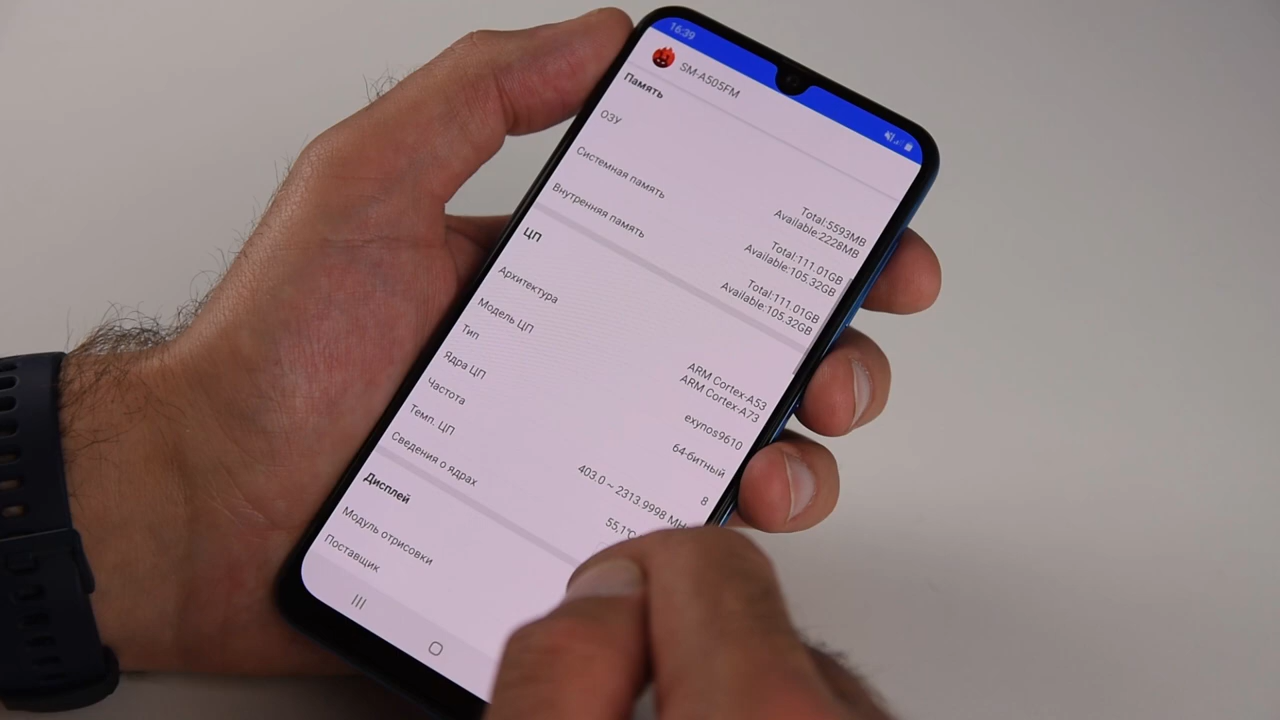 16:39
SM-A505FM
Память
ОЗУ
Total:5593MB
Available:2228MB
Системная память
Total:111.01GB
Available:105.32GB
Внутренняя память
Total:111.01GB
Available:105.32GB
ЦП
Архитектура
ARM Cortex-A53
ARM Cortex-A73
Модель ЦП
exynos9610
Тип
64-битный
Ядра ЦП
8
Частота
403.0 ~ 2313.9998 MH
Темп. ЦП
55,1°C
Сведения о ядрах
Дисплей
Модуль отрисовки
Поставщик